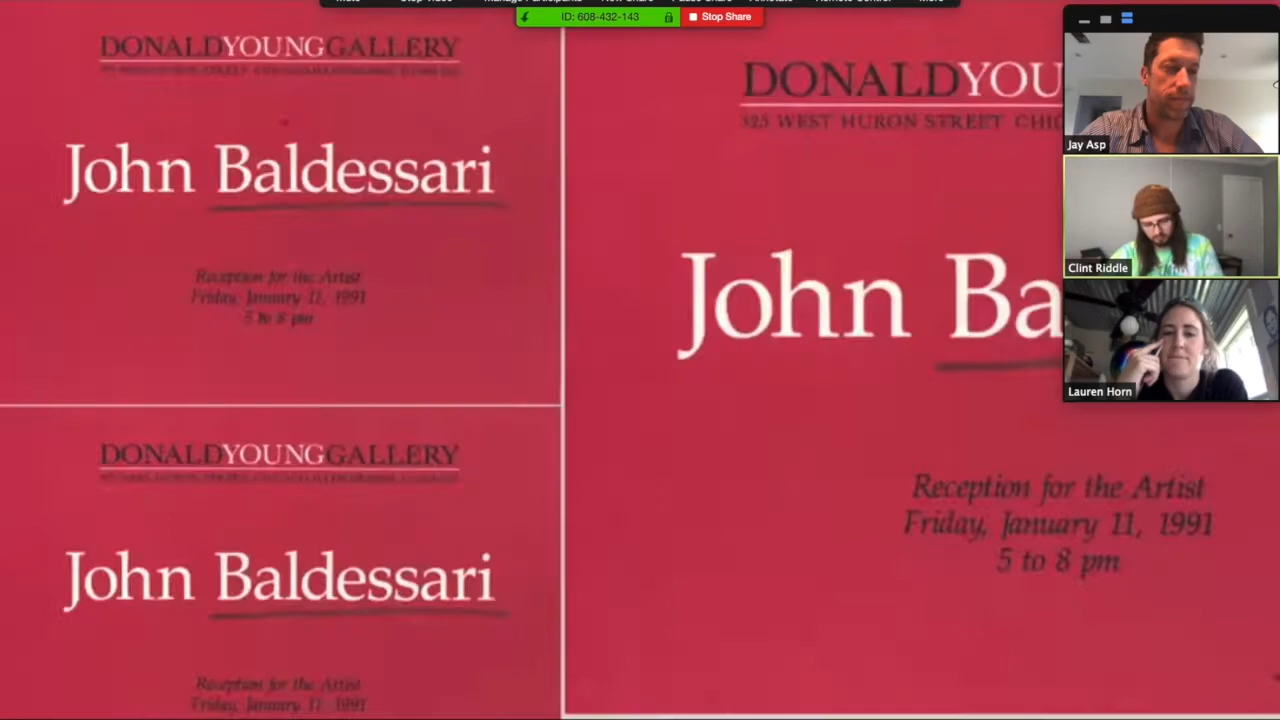 ID: 608-432-143
Stop Share
DONALDYOUNGGALLERY
John Baldessari
Reception for the Artist
Friday, January 11, 1991
5 to 8 pm
DONALDYOUNGGALLERY
John Baldessari
Reception for the Artist
Friday, January 11, 1991
DONALDYOU
325 WEST HURON STREET CHIC
John Ba
Reception for the Artist
Friday, January 11, 1991
5 to 8 pm
Jay Asp
Clint Riddle
Lauren Horn